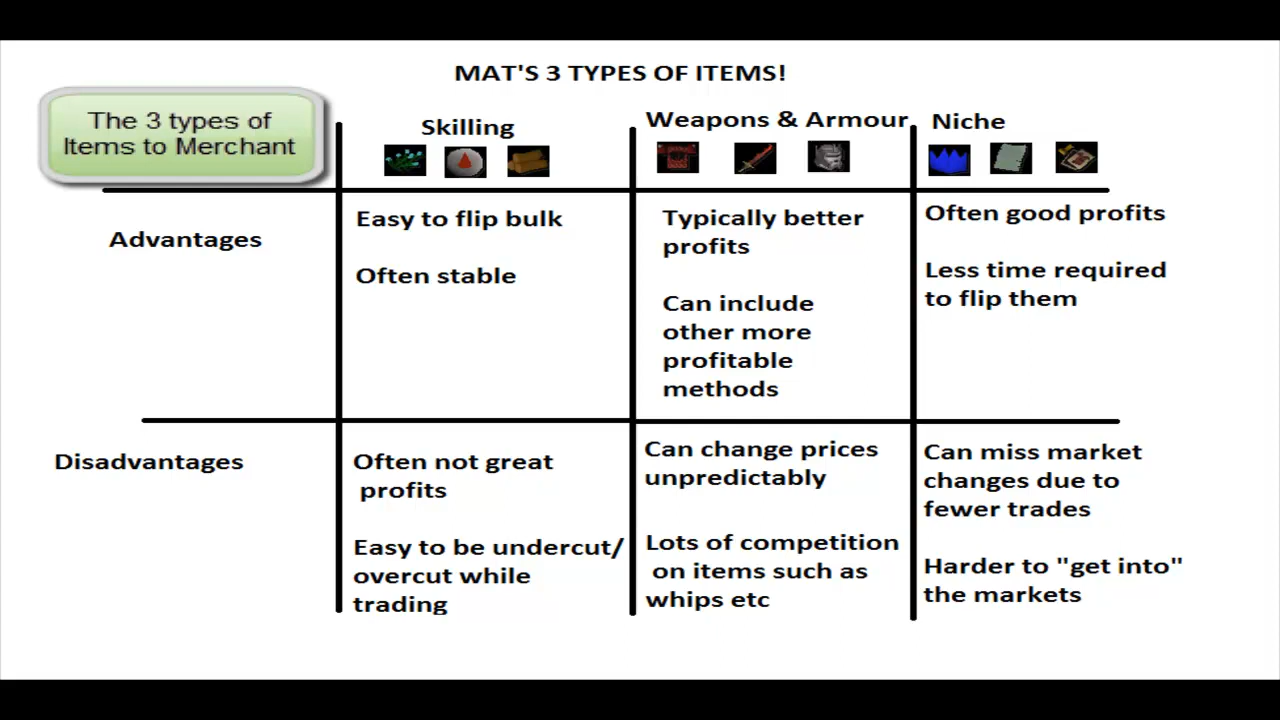 MAT'S 3 TYPES OF ITEMS!
The 3 types of
Items to Merchant
Skilling
Weapons & Armour
Niche
Advantages
Easy to flip bulk
Often stable
Typically better
profits
Can include
other more
profitable
methods
Often good profits
Less time required
to flip them
Disadvantages
Often not great
profits
Easy to be undercut/
overcut while
trading
Can change prices
unpredictably
Lots of competition
on items such as
whips etc
Can miss market
changes due to
fewer trades
Harder to "get into"
the markets